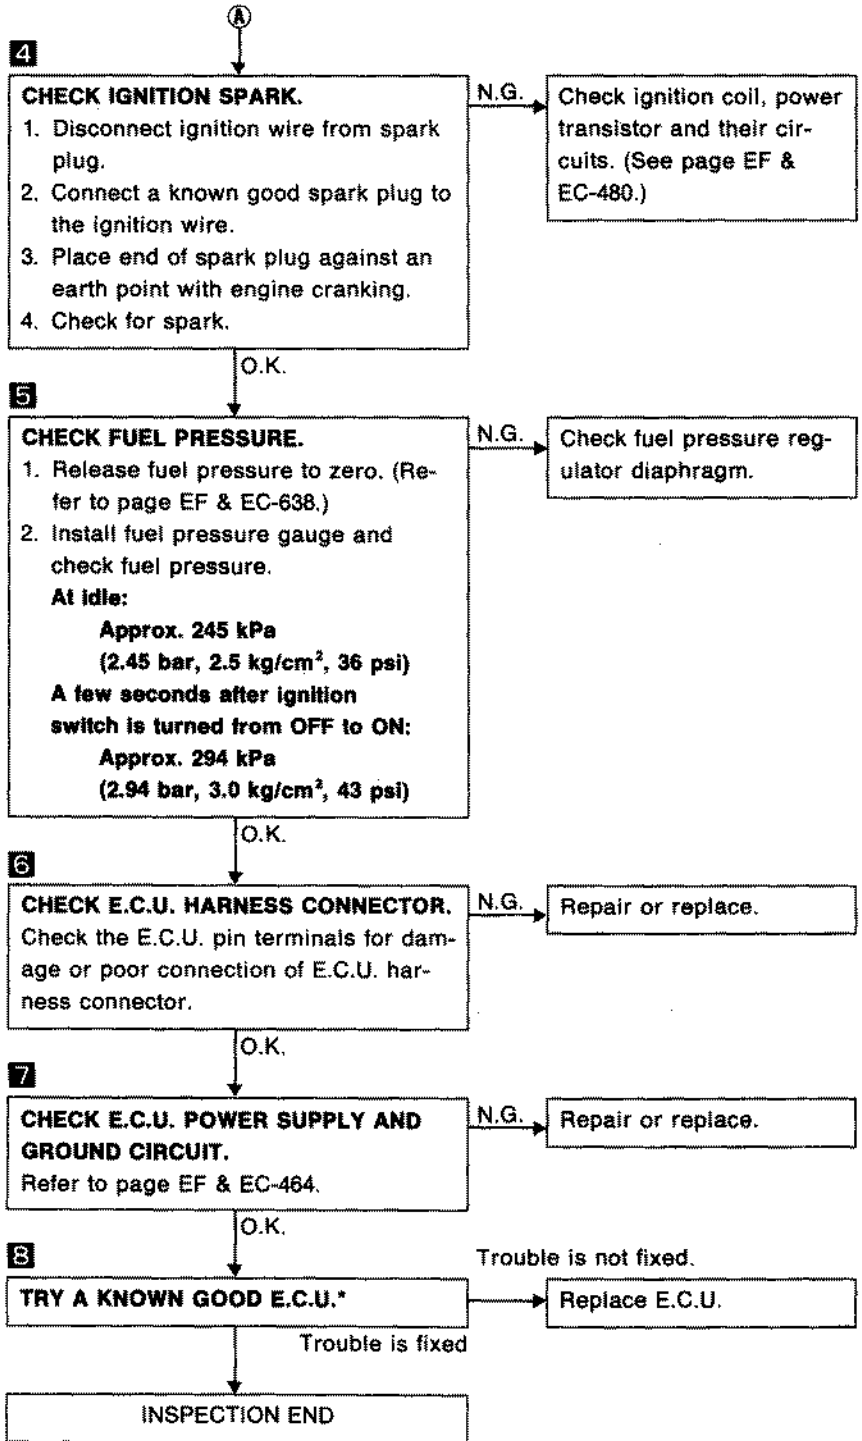 A
4
CHECK IGNITION SPARK.
1. Disconnect ignition wire from spark
plug.
2. Connect a known good spark plug to
the ignition wire.
3. Place end of spark plug against an
earth point with engine cranking.
4. Check for spark.
N.G.
Check ignition coil, power
transistor and their cir-
cuits. (See page EF &
EC-480.)
O.K.
5
CHECK FUEL PRESSURE.
1. Release fuel pressure to zero. (Re-
fer to page EF & EC-638.)
2. Install fuel pressure gauge and
check fuel pressure.
At idle:
Approx. 245 kPa
(2.45 bar, 2.5 kg/cm², 36 psi)
A few seconds after ignition
switch is turned from OFF to ON:
Approx. 294 kPa
(2.94 bar, 3.0 kg/cm², 43 psi)
N.G.
Check fuel pressure reg-
ulator diaphragm.
O.K.
6
CHECK E.C.U. HARNESS CONNECTOR.
Check the E.C.U. pin terminals for dam-
age or poor connection of E.C.U. har-
ness connector.
N.G.
Repair or replace.
O.K.
7
CHECK E.C.U. POWER SUPPLY AND
GROUND CIRCUIT.
Refer to page EF & EC-464.
N.G.
Repair or replace.
O.K.
8
TRY A KNOWN GOOD E.C.U.*
Trouble is not fixed.
Replace E.C.U.
Trouble is fixed
INSPECTION END